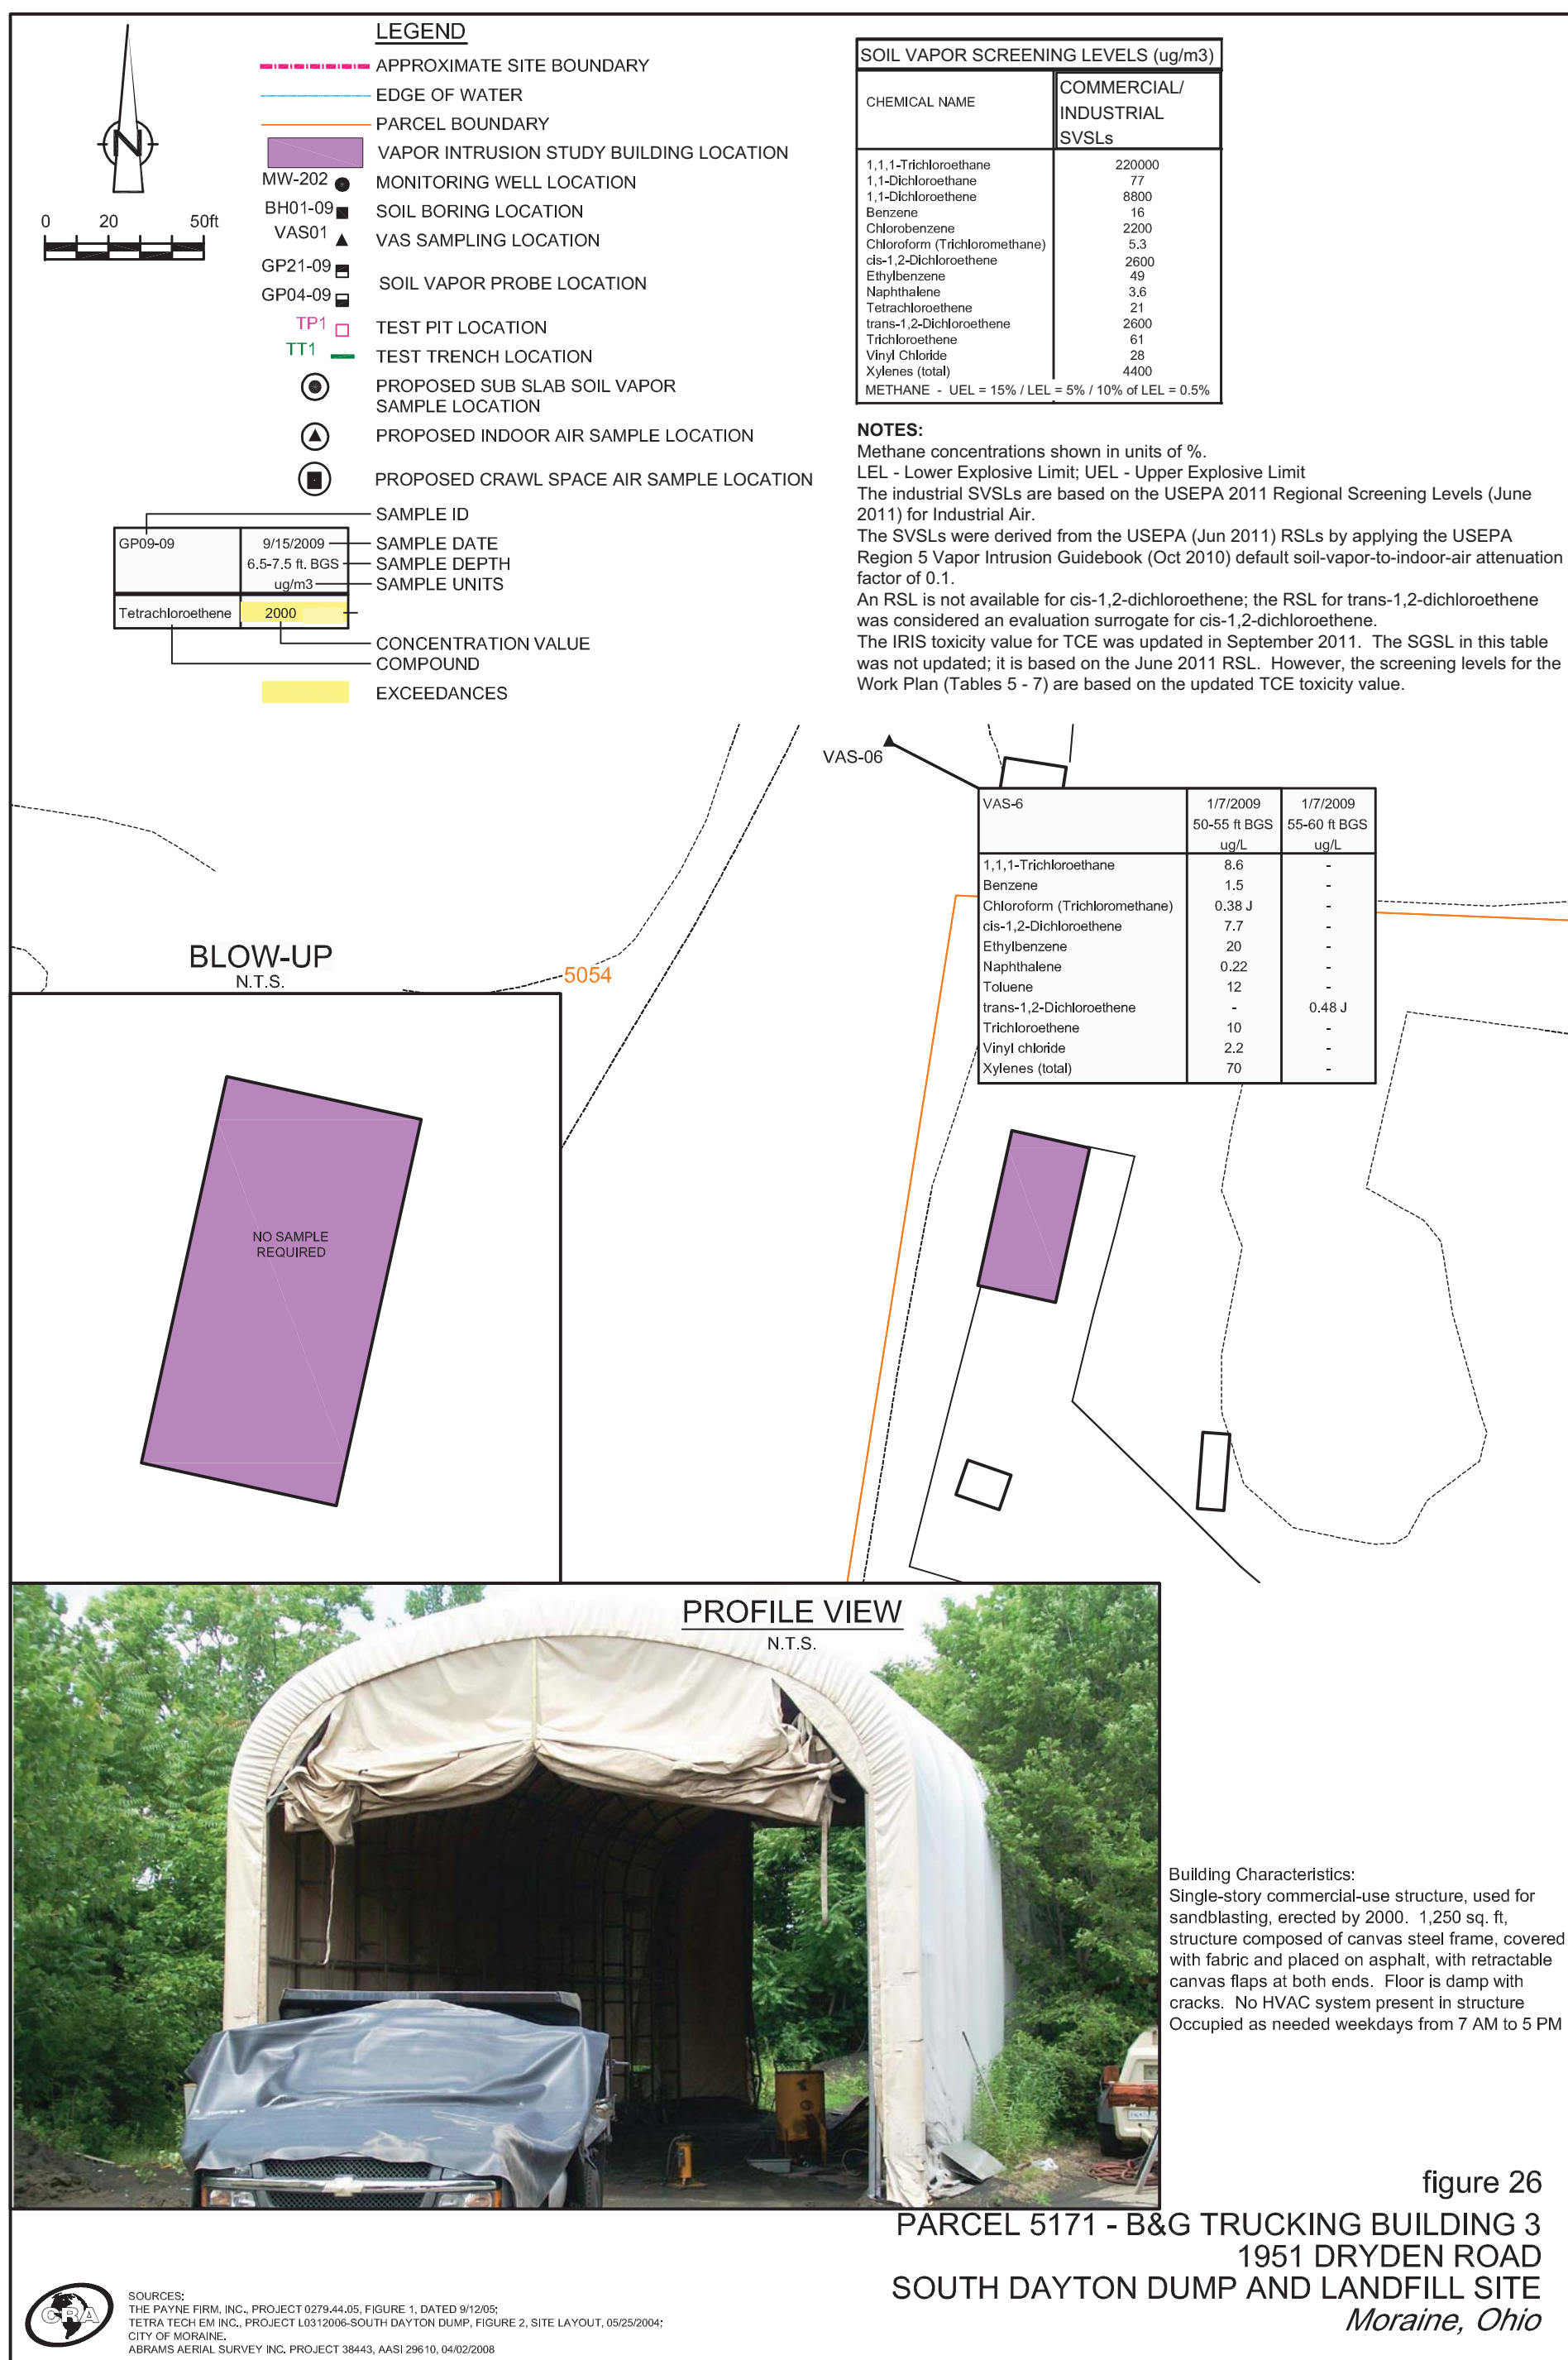 LEGEND
APPROXIMATE SITE BOUNDARY
EDGE OF WATER
PARCEL BOUNDARY
VAPOR INTRUSION STUDY BUILDING LOCATION
MW-202 MONITORING WELL LOCATION
BH01-09 SOIL BORING LOCATION
VAS01 VAS SAMPLING LOCATION
GP21-09
SOIL VAPOR PROBE LOCATION
GP04-09
TP1 TEST PIT LOCATION
TT1 TEST TRENCH LOCATION
PROPOSED SUB SLAB SOIL VAPOR
SAMPLE LOCATION
PROPOSED INDOOR AIR SAMPLE LOCATION
PROPOSED CRAWL SPACE AIR SAMPLE LOCATION
N
0 20 50ft
SAMPLE ID
GP09-09 9/15/2009 SAMPLE DATE
6.5-7.5 ft. BGS SAMPLE DEPTH
ug/m3 SAMPLE UNITS
Tetrachloroethene 2000
CONCENTRATION VALUE
COMPOUND
EXCEEDANCES
SOIL VAPOR SCREENING LEVELS (ug/m3)
CHEMICAL NAME
COMMERCIAL/
INDUSTRIAL
SVSLs
1,1,1-Trichloroethane 220000
1,1-Dichloroethane 77
1,1-Dichloroethene 8800
Benzene 16
Chlorobenzene 2200
Chloroform (Trichloromethane) 5.3
cis-1,2-Dichloroethene 2600
Ethylbenzene 49
Naphthalene 3.6
Tetrachloroethene 21
trans-1,2-Dichloroethene 2600
Trichloroethene 61
Vinyl Chloride 28
Xylenes (total) 4400
METHANE - UEL = 15% / LEL = 5% / 10% of LEL = 0.5%
NOTES:
Methane concentrations shown in units of %.
LEL - Lower Explosive Limit; UEL - Upper Explosive Limit
The industrial SVSLs are based on the USEPA 2011 Regional Screening Levels (June
2011) for Industrial Air.
The SVSLs were derived from the USEPA (Jun 2011) RSLs by applying the USEPA
Region 5 Vapor Intrusion Guidebook (Oct 2010) default soil-vapor-to-indoor-air attenuation
factor of 0.1.
An RSL is not available for cis-1,2-dichloroethene; the RSL for trans-1,2-dichloroethene
was considered an evaluation surrogate for cis-1,2-dichloroethene.
The IRIS toxicity value for TCE was updated in September 2011. The SGSL in this table
was not updated; it is based on the June 2011 RSL. However, the screening levels for the
Work Plan (Tables 5 - 7) are based on the updated TCE toxicity value.
VAS-06
VAS-6 1/7/2009 1/7/2009
50-55 ft BGS 55-60 ft BGS
ug/L ug/L
1,1,1-Trichloroethane 8.6 -
Benzene 1.5 -
Chloroform (Trichloromethane) 0.38 J -
cis-1,2-Dichloroethene 7.7 -
Ethylbenzene 20 -
Naphthalene 0.22 -
Toluene 12 -
trans-1,2-Dichloroethene - 0.48 J
Trichloroethene 10 -
Vinyl chloride 2.2 -
Xylenes (total) 70 -
BLOW-UP
N.T.S.
5054
NO SAMPLE
REQUIRED
PROFILE VIEW
N.T.S.
Building Characteristics:
Single-story commercial-use structure, used for
sandblasting, erected by 2000. 1,250 sq. ft,
structure composed of canvas steel frame, covered
with fabric and placed on asphalt, with retractable
canvas flaps at both ends. Floor is damp with
cracks. No HVAC system present in structure
Occupied as needed weekdays from 7 AM to 5 PM
figure 26
PARCEL 5171 - B&G TRUCKING BUILDING 3
1951 DRYDEN ROAD
SOUTH DAYTON DUMP AND LANDFILL SITE
Moraine, Ohio
CRA
SOURCES:
THE PAYNE FIRM, INC., PROJECT 0279.44.05, FIGURE 1, DATED 9/12/05;
TETRA TECH EM INC., PROJECT L0312006-SOUTH DAYTON DUMP, FIGURE 2, SITE LAYOUT, 05/25/2004;
CITY OF MORAINE.
ABRAMS AERIAL SURVEY INC. PROJECT 38443, AASI 29610, 04/02/2008